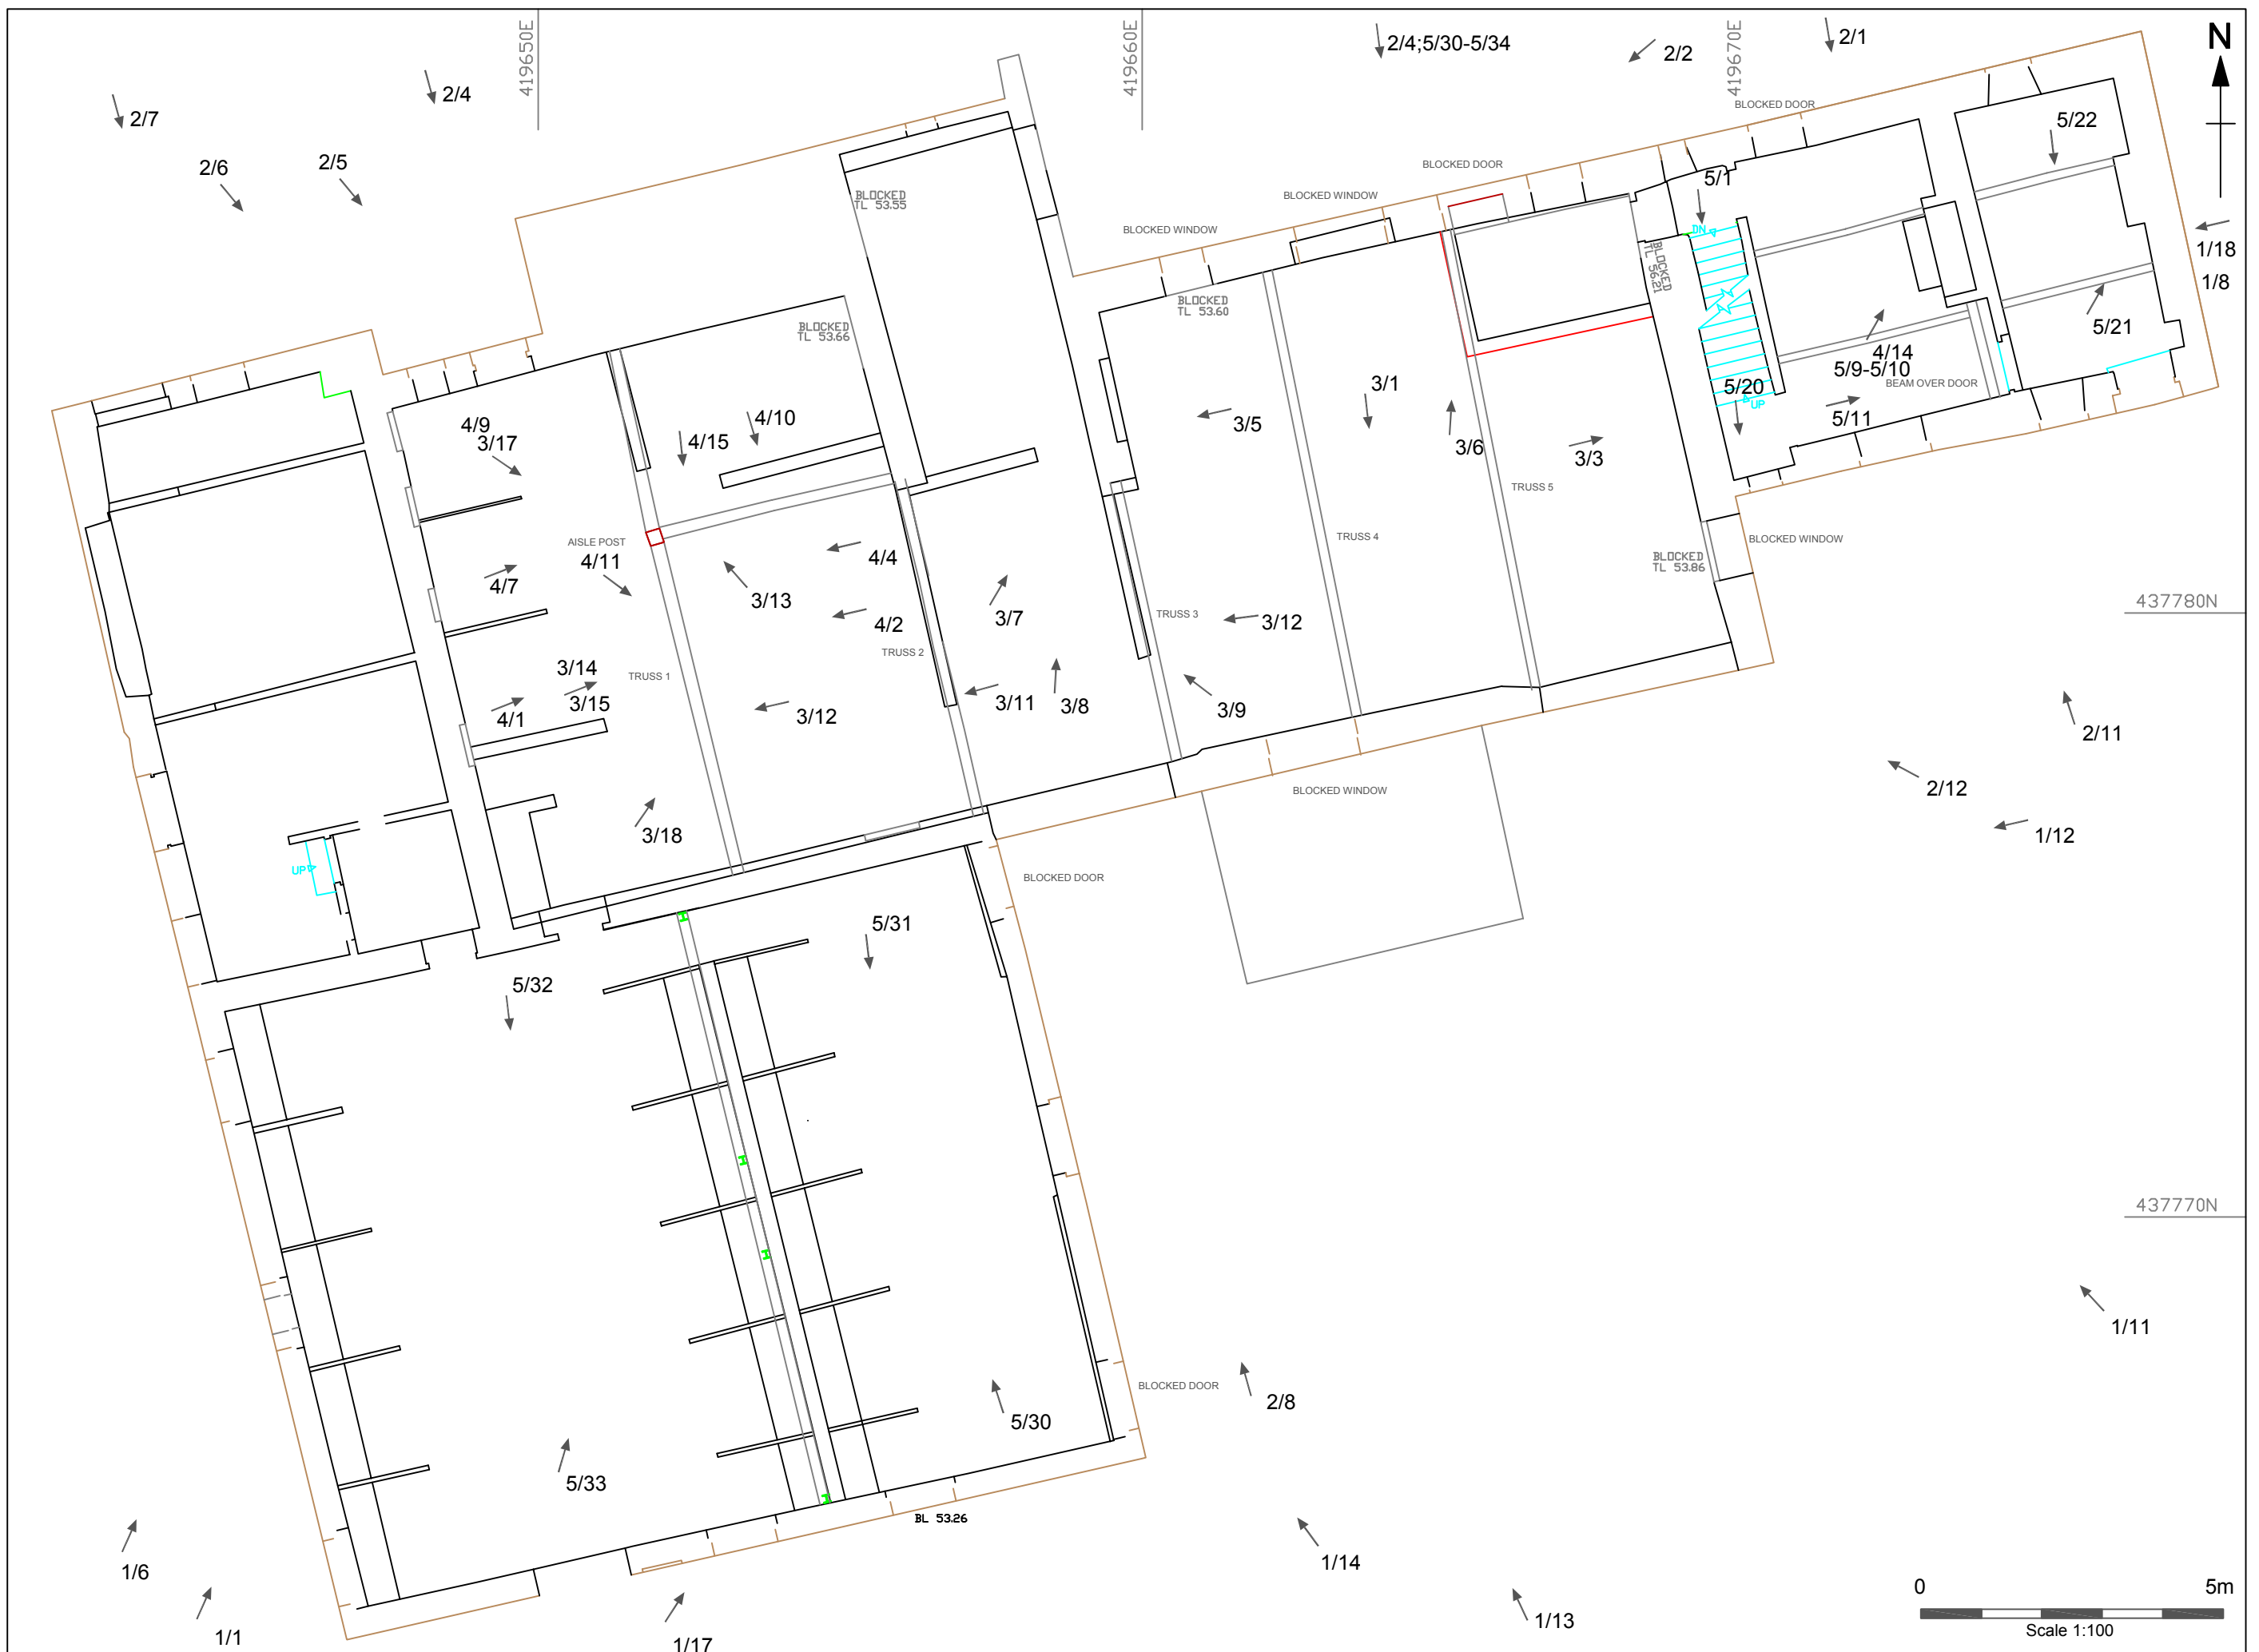 419650E
419660E
419670E
N
2/7
2/4
2/4;5/30-5/34
2/2
2/1
2/6
2/5
BLOCKED DOOR
5/22
BLOCKED DOOR
5/1
BLOCKED
TL 53.55
BLOCKED WINDOW
BLOCKED WINDOW
DN
1/18
1/8
BLOCKED
TL 56.21
BLOCKED
TL 53.60
BLOCKED
TL 53.66
5/21
4/14
5/9-5/10
BEAM OVER DOOR
5/20
UP
5/11
4/9
3/17
4/15
4/10
3/5
3/1
3/6
3/3
TRUSS 5
AISLE POST
4/11
4/7
4/4
3/13
4/2
TRUSS 2
3/7
TRUSS 3
3/12
TRUSS 4
BLOCKED
TL 53.86
BLOCKED WINDOW
437780N
3/14
3/15
TRUSS 1
4/1
3/12
3/11
3/8
3/9
2/11
2/12
BLOCKED WINDOW
1/12
3/18
UP
BLOCKED DOOR
5/31
5/32
437770N
1/11
BLOCKED DOOR
2/8
5/30
5/33
BL 53.26
1/6
1/14
1/1
1/17
1/13
0 5m
Scale 1:100